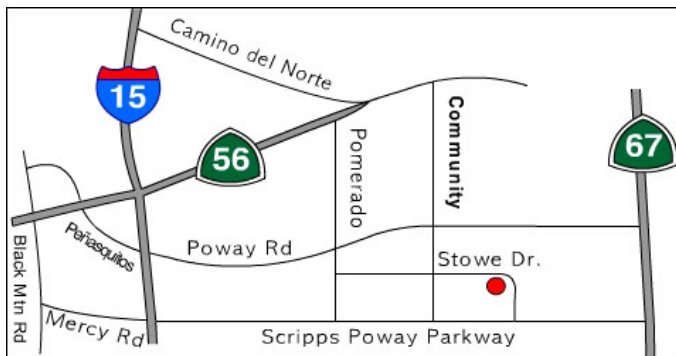 Camino del Norte
15
56
67
Pomerado
Community
Black Mtn Rd
Peñasquitos
Poway Rd
Stowe Dr.
Mercy Rd
Scripps Poway Parkway